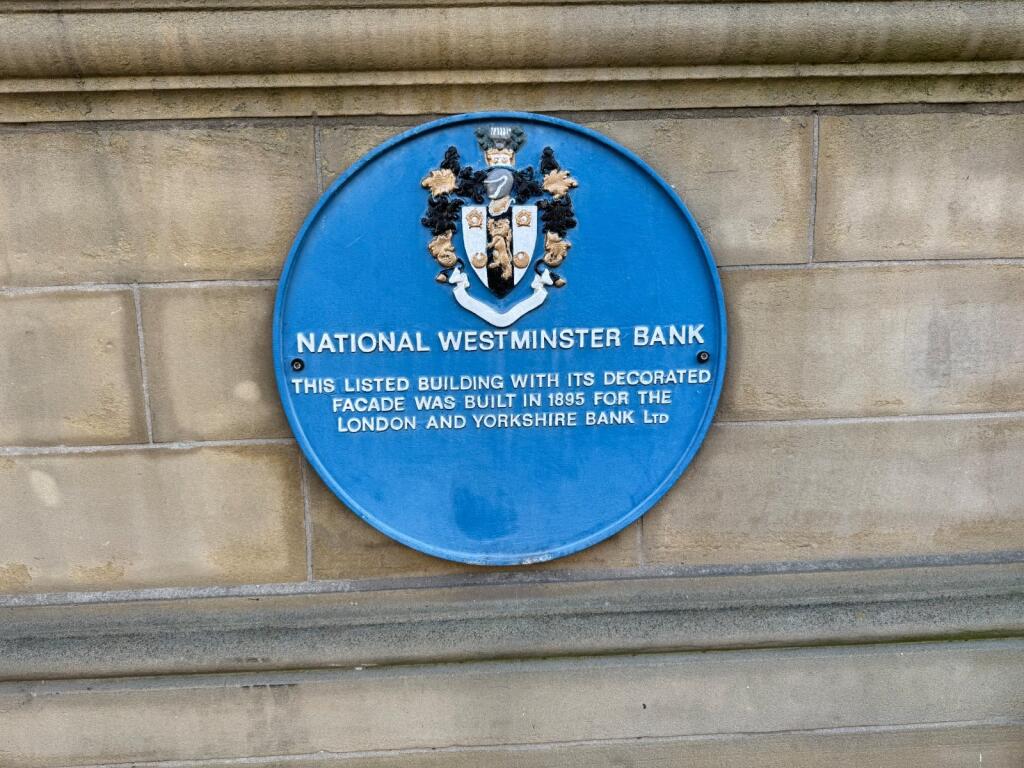 NATIONAL WESTMINSTER BANK
THIS LISTED BUILDING WITH ITS DECORATED
FACADE WAS BUILT IN 1895 FOR THE
LONDON AND YORKSHIRE BANK LTD